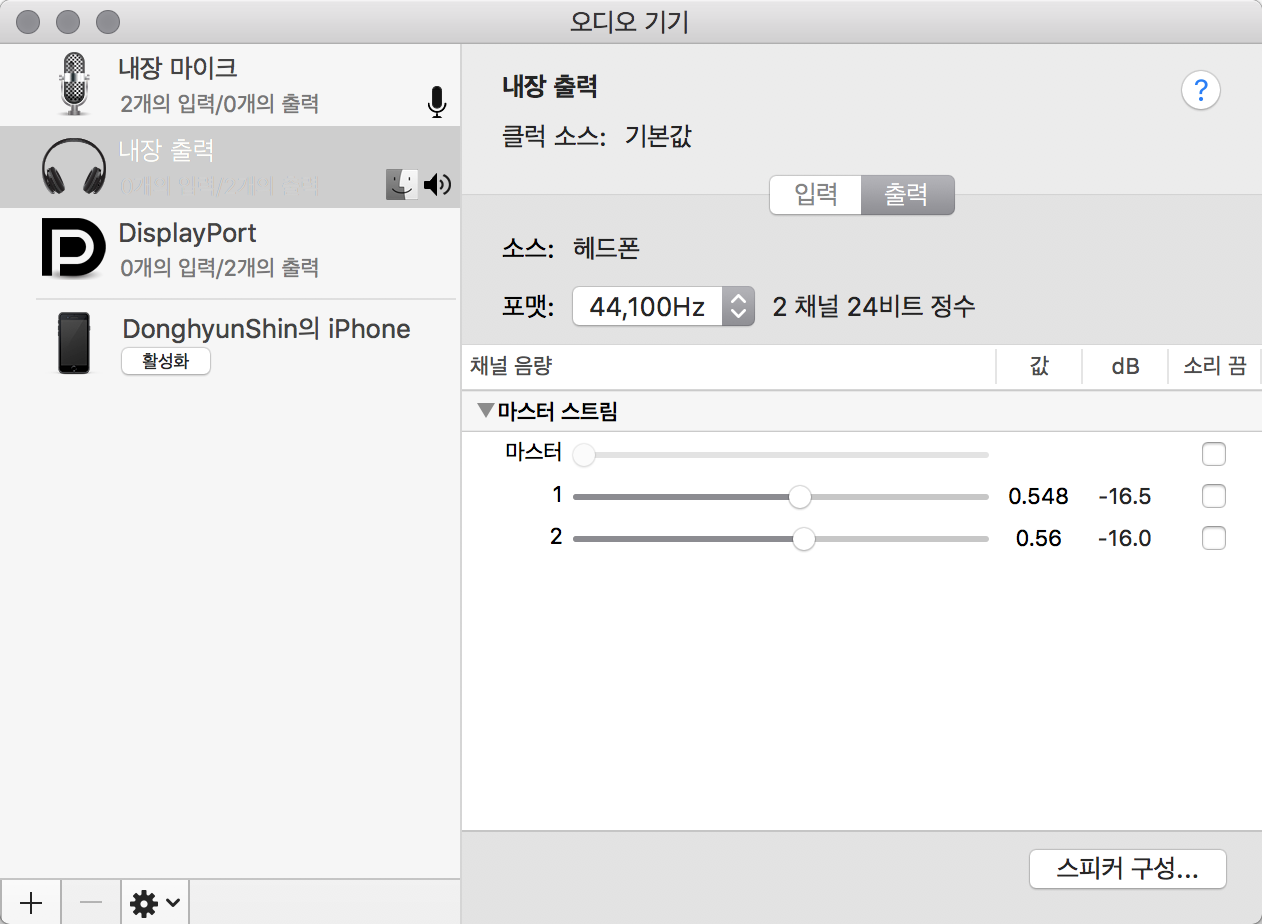 오디오 기기
내장 마이크
2개의 입력/0개의 출력
내장 출력
0개의 입력/2개의 출력
DisplayPort
0개의 입력/2개의 출력
DonghyunShin의 iPhone
활성화
내장 출력
?
클럭 소스: 기본값
입력 출력
소스: 헤드폰
포맷: 44,100Hz 2 채널 24비트 정수
채널 음량 값 dB 소리 끔
마스터 스트림
마스터
1 0.548 -16.5
2 0.56 -16.0
스피커 구성...